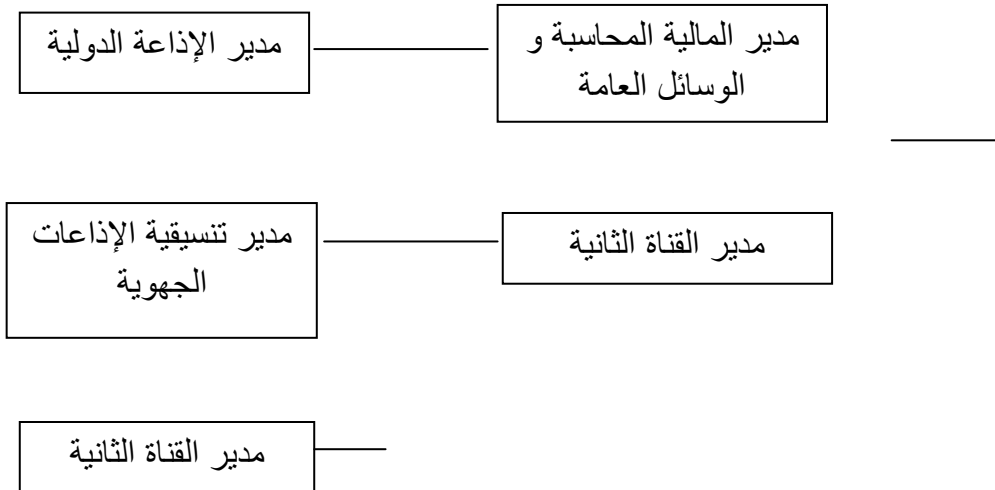 مدير المالية المحاسبة و
الوسائل العامة
مدير الإذاعة الدولية
مدير القناة الثانية
مدير تنسيقية الإذاعات
الجهوية
مدير القناة الثانية